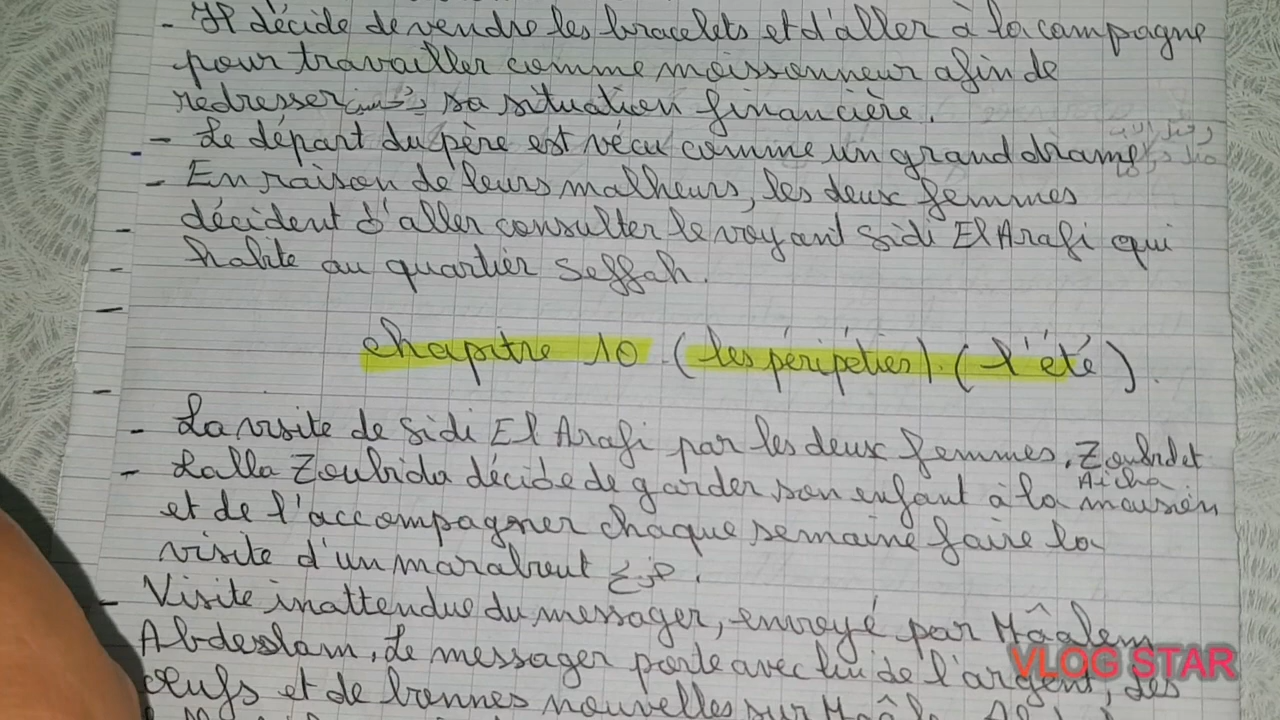 - Il décide de vendre les bracelets et d'aller à la campagne
pour travailler comme moissonneur afin de
redresser sa situation financière.
- Le départ du père est vécu comme un grand drame
- En raison de leurs malheurs, les deux femmes
décident d'aller consulter le voyant Sidi El Arafi qui
habite au quartier Seffah.
chapitre 10 (les péripéties). (l'été).
- La visite de Sidi El Arafi par les deux femmes, Zoubida et
Aicha
- Lalla Zoubida décide de garder son enfant à la maison
et de l'accompagner chaque semaine faire la
visite d'un marabout ضريح.
- Visite inattendue du messager, envoyé par Mâalem
Abdeslam, le messager porte avec lui de l'argent, des
œufs et de bonnes nouvelles sur Maâlem
VLOG STAR